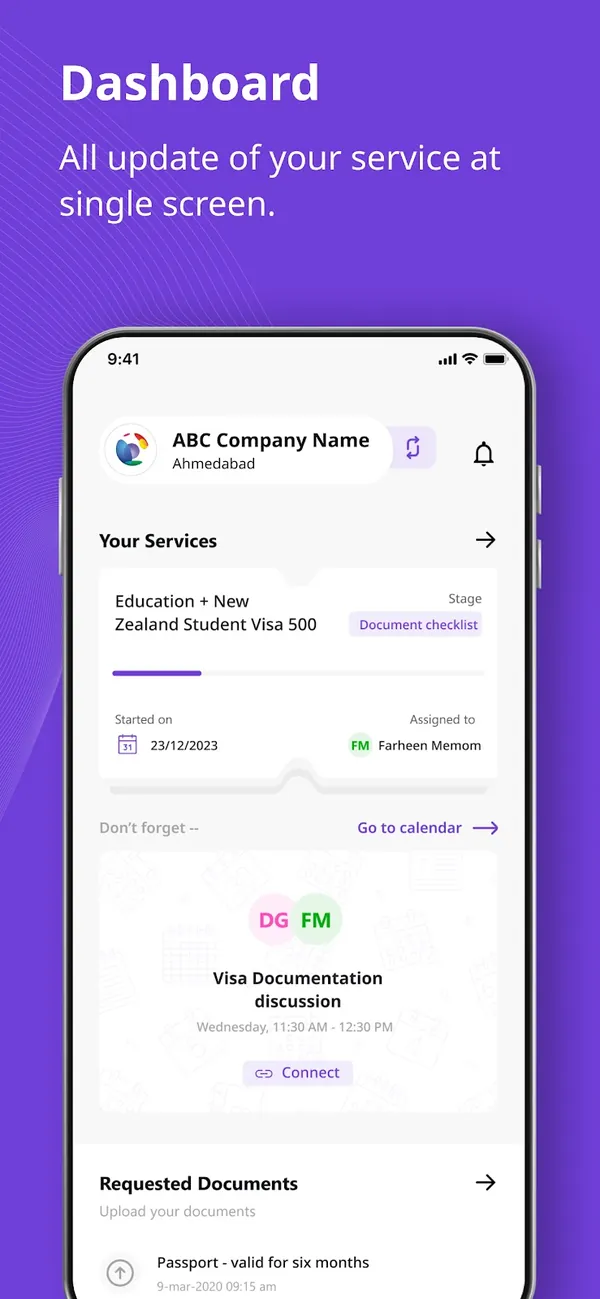 Dashboard
All update of your service at
single screen.
9:41
ABC Company Name
Ahmedabad
Your Services
Education + New
Zealand Student Visa 500
Stage
Document checklist
Started on
Assigned to
31
23/12/2023
FM
Farheen Memom
Don't forget --
Go to calendar
DG FM
Visa Documentation
discussion
Wednesday, 11:30 AM - 12:30 PM
Connect
Requested Documents
Upload your documents
Passport - valid for six months
9-mar-2020 09:15 am